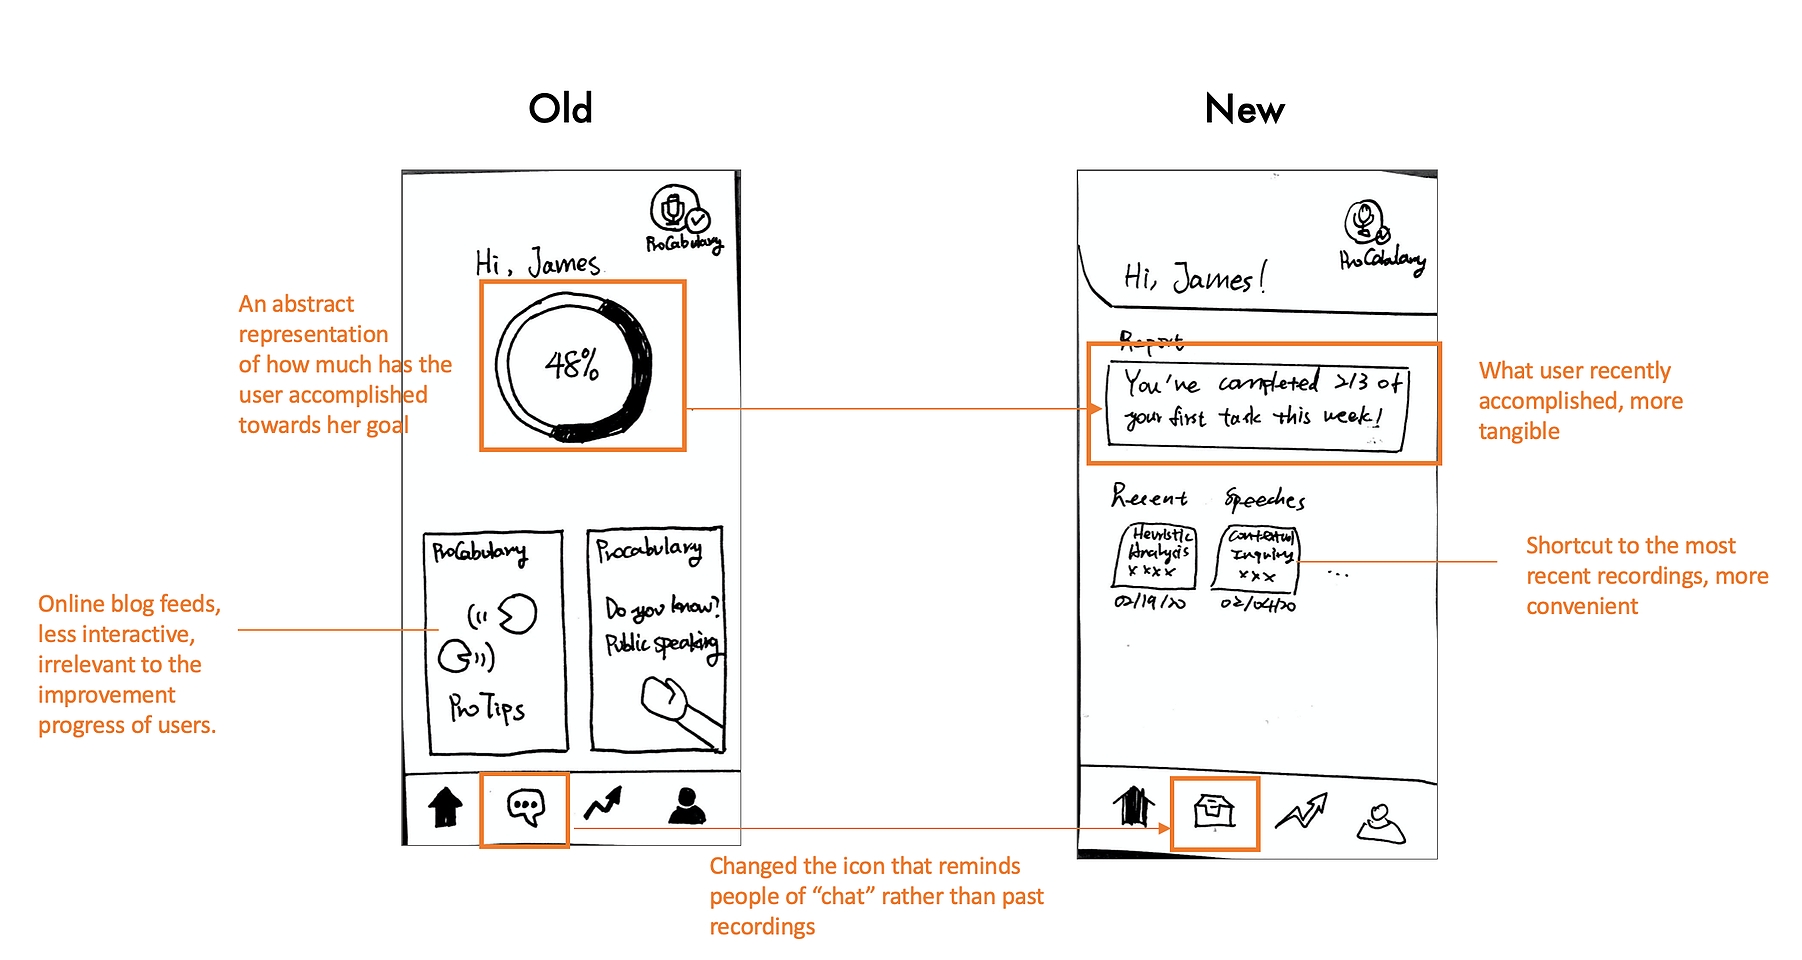 Old
New
ProCabulary
Hi, James
An abstract
representation
of how much has the
user accomplished
towards her goal
48%
ProCabulary
Pro Tips
Procabulary
Do you know?
Public speaking
Online blog feeds,
less interactive,
irrelevant to the
improvement
progress of users.
ProCabulary
Hi, James!
Report
You've completed 2/3 of
your first task this week!
What user recently
accomplished, more
tangible
Recent Speeches
Heuristic
Analysis
xxxx
02/19/20
Contextual
Inquiry
xxx
02/04/20
...
Shortcut to the most
recent recordings, more
convenient
Changed the icon that reminds
people of “chat” rather than past
recordings